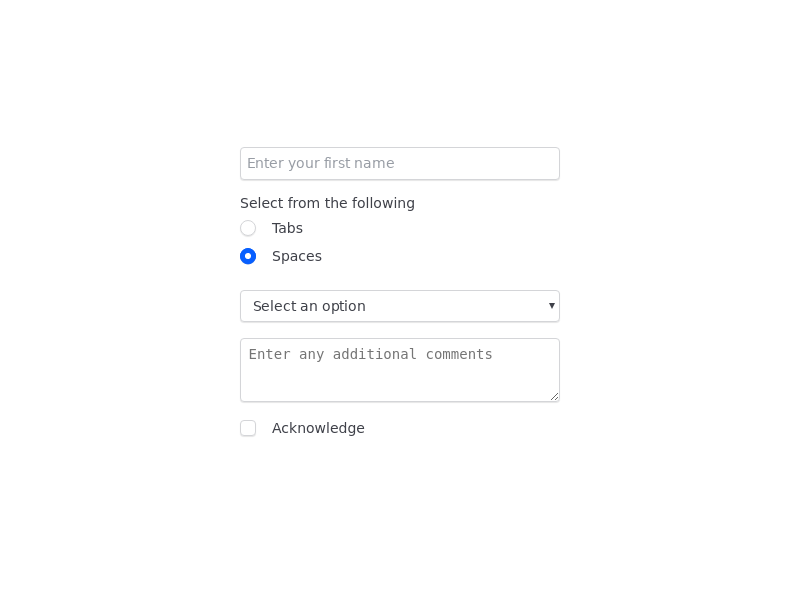 Enter your first name
Select from the following
Tabs
Spaces
Select an option
Enter any additional comments
Acknowledge